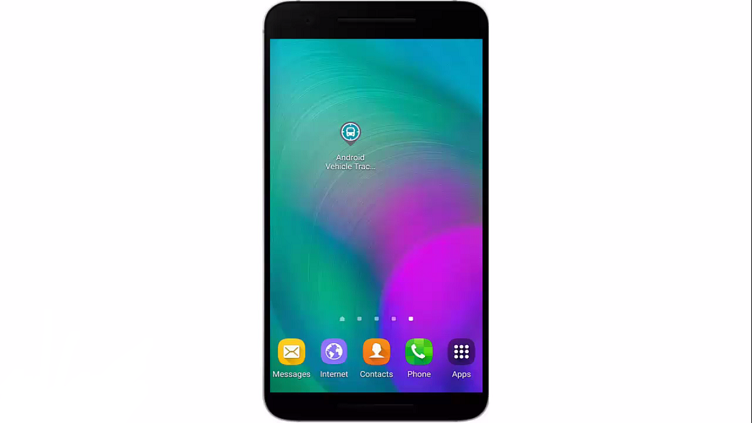 Android
Vehicle Trac...
Messages
Internet
Contacts
Phone
Apps